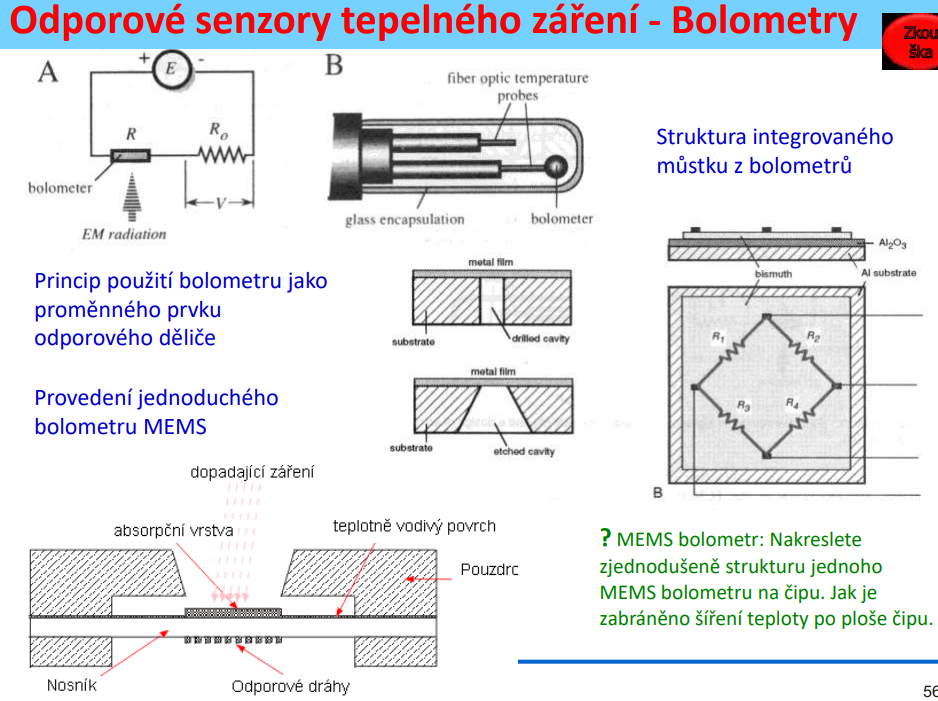 Odporové senzory tepelného záření - Bolometry
Zkou
ška
A
+
E
-
R
Ro
bolometer
V
EM radiation
B
fiber optic temperature
probes
glass encapsulation
bolometer
Struktura integrovaného
můstku z bolometrů
Al2O3
bismuth
Al substrate
R1
R2
R3
R4
B
Princip použití bolometru jako
proměnného prvku
odporového děliče
Provedení jednoduchého
bolometru MEMS
metal film
substrate
drilled cavity
metal film
substrate
etched cavity
dopadající záření
absorpční vrstva
teplotně vodivý povrch
Pouzdrc
Nosník
Odporové dráhy
? MEMS bolometr: Nakreslete
zjednodušeně strukturu jednoho
MEMS bolometru na čipu. Jak je
zabráněno šíření teploty po ploše čipu.
56